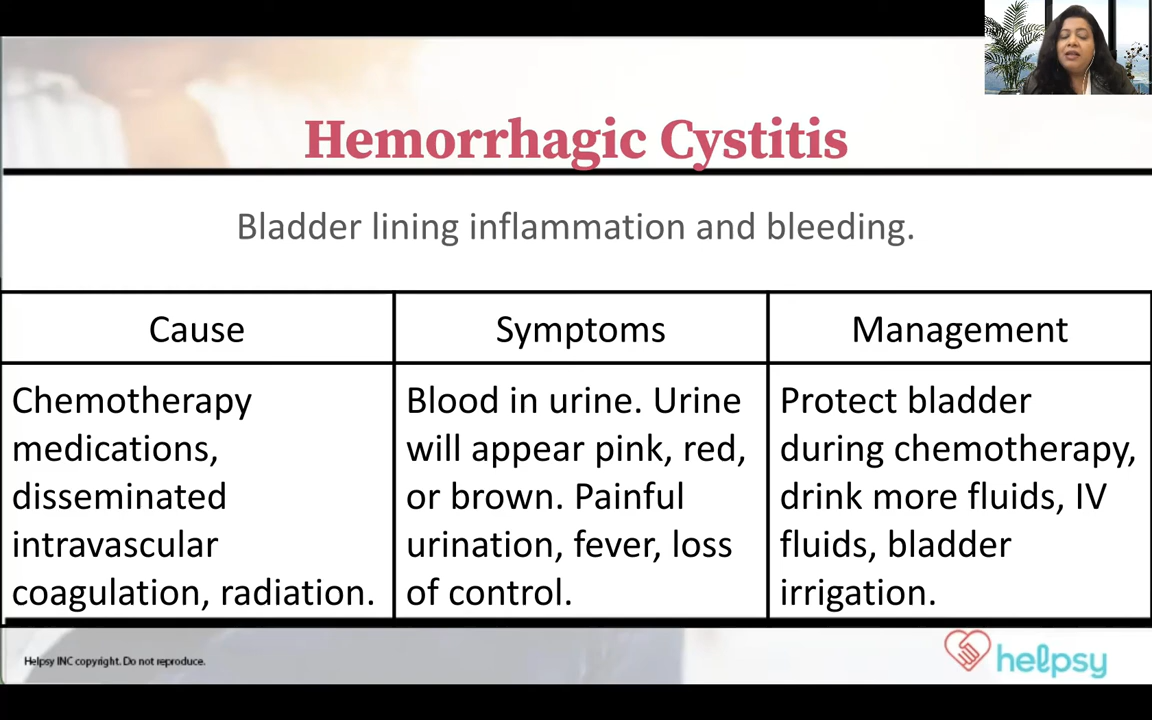 Hemorrhagic Cystitis
Bladder lining inflammation and bleeding.
Cause
Symptoms
Management
Chemotherapy
medications,
disseminated
intravascular
coagulation, radiation.
Blood in urine. Urine
will appear pink, red,
or brown. Painful
urination, fever, loss
of control.
Protect bladder
during chemotherapy,
drink more fluids, IV
fluids, bladder
irrigation.
Helpsy INC copyright. Do not reproduce.
helpsy